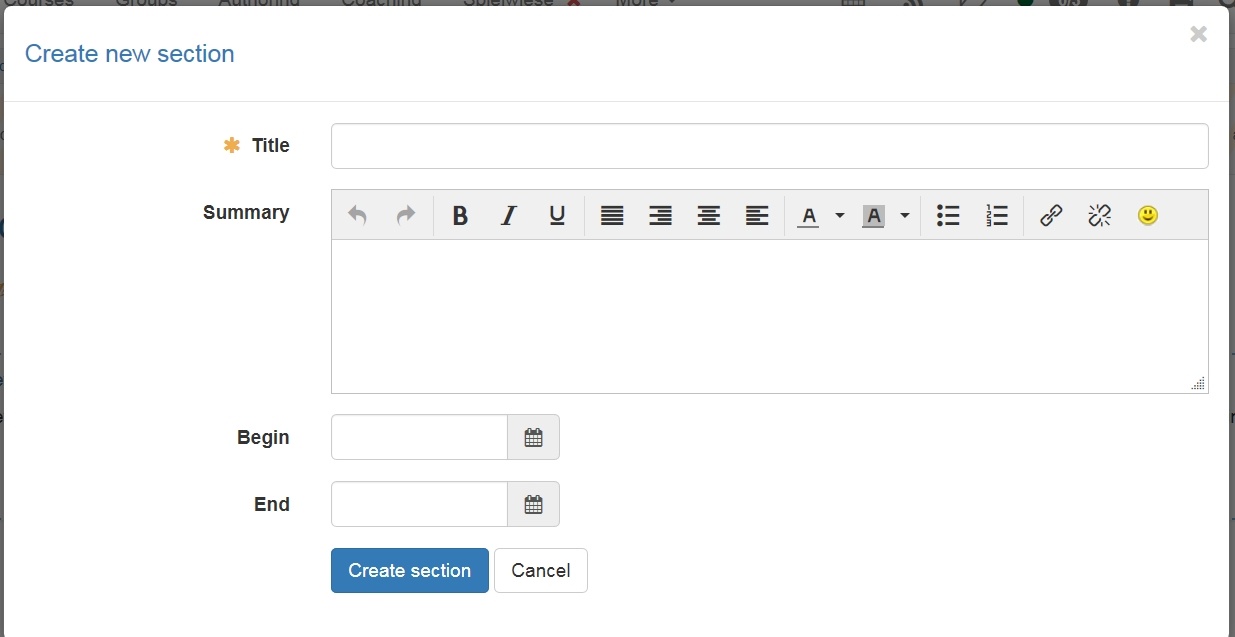 Courses Groups Authoring Coaching Spielwiese More
Create new section
Title
Summary
B I U A A
Begin
End
Create section Cancel